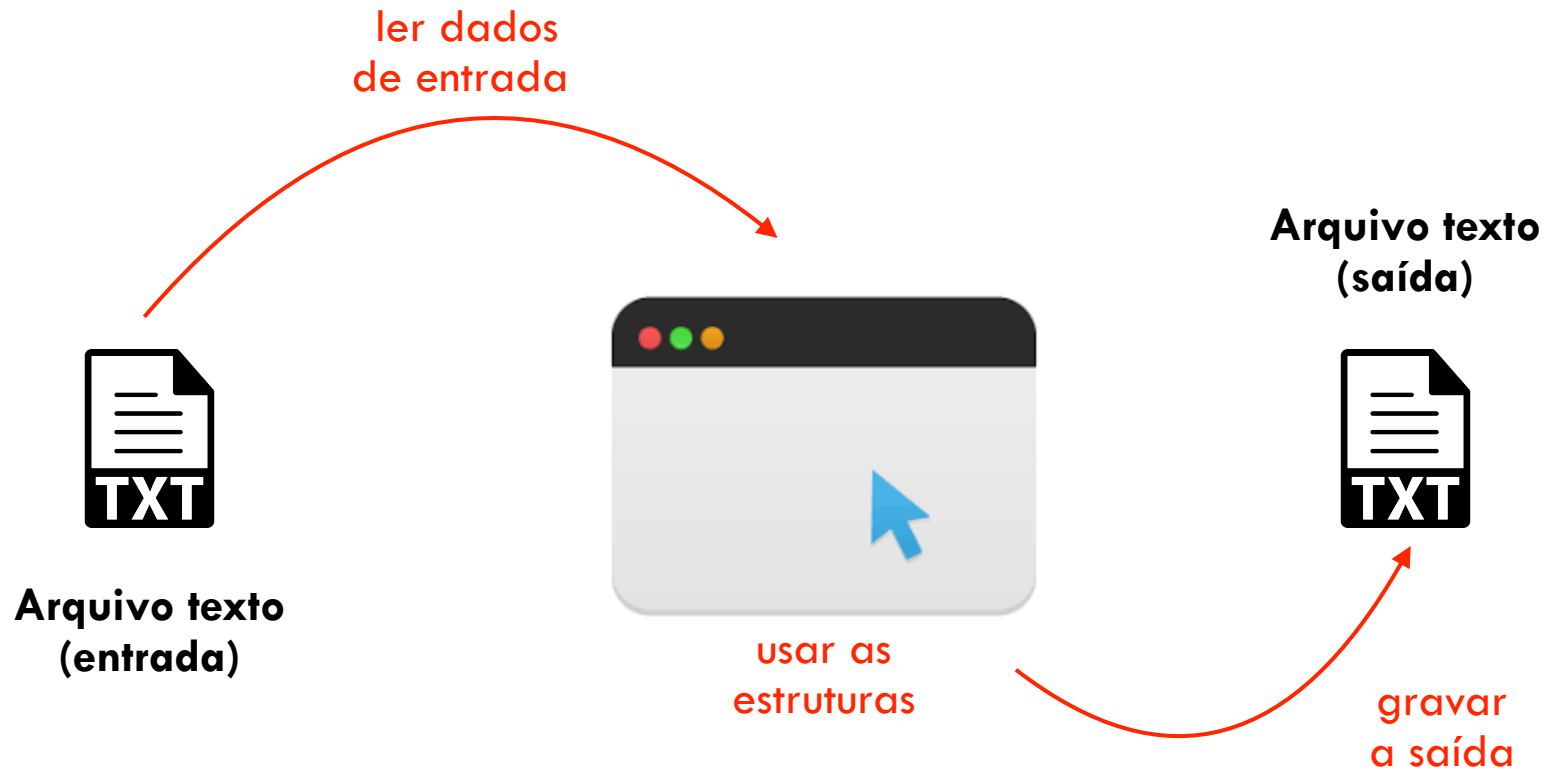 ler dados
de entrada
TXT
Arquivo texto
(entrada)
usar as
estruturas
Arquivo texto
(saída)
TXT
gravar
a saída